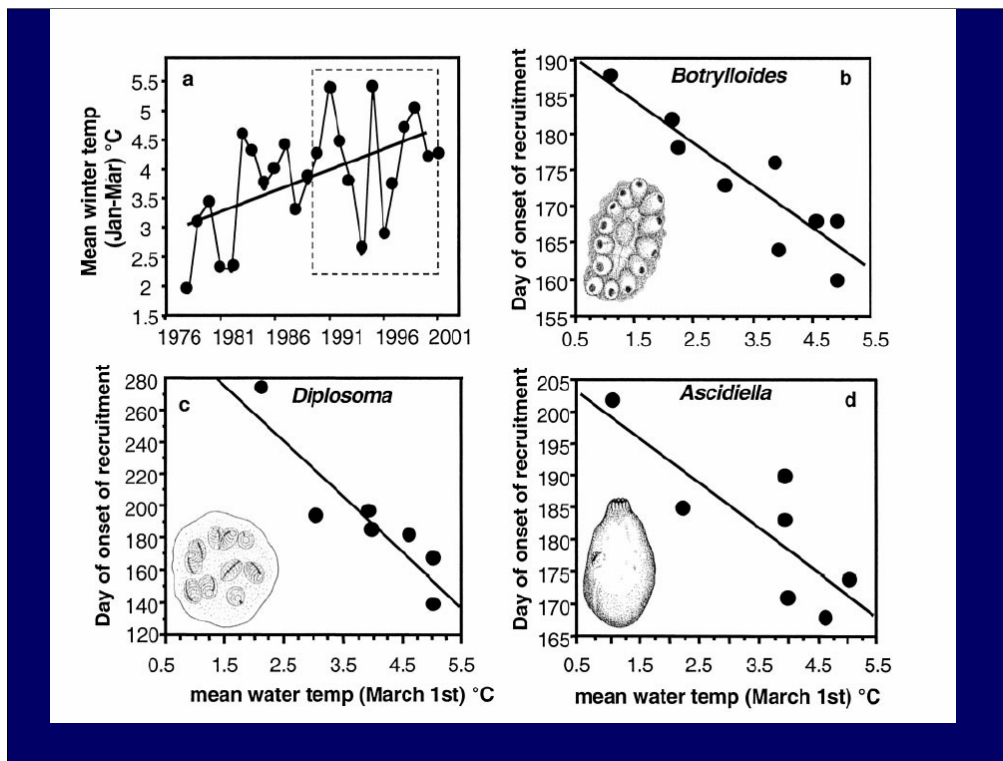 a
Mean winter temp
(Jan-Mar) °C
5.5
5
4.5
4
3.5
3
2.5
2
1.5
1976 1981 1986 1991 1996 2001
Botrylloides b
Day of onset of recruitment
190
185
180
170
165
160
155
0.5 1.5 2.5 3.5 4.5 5.5
c Diplosoma
Day of onset of recruitment
280
260
240
200
180
160
140
120
0.5 1.5 2.5 3.5 4.5 5.5
mean water temp (March 1st) °C
Ascidiella d
Day of onset of recruitment
205
200
190
185
175
170
165
0.5 1.5 2.5 3.5 4.5 5.5
mean water temp (March 1st) °C